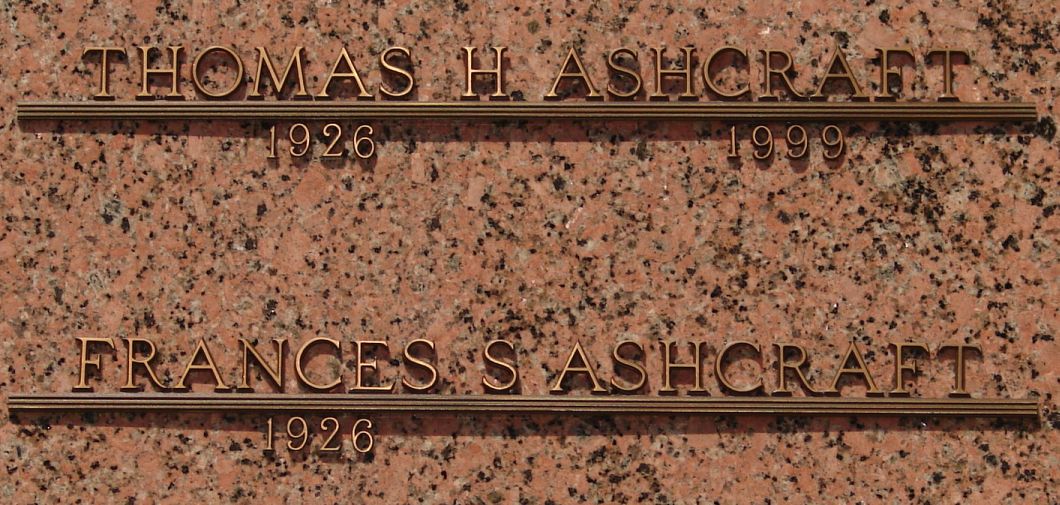 THOMAS H ASHCRAFT
1926 1999
FRANCES S ASHCRAFT
1926